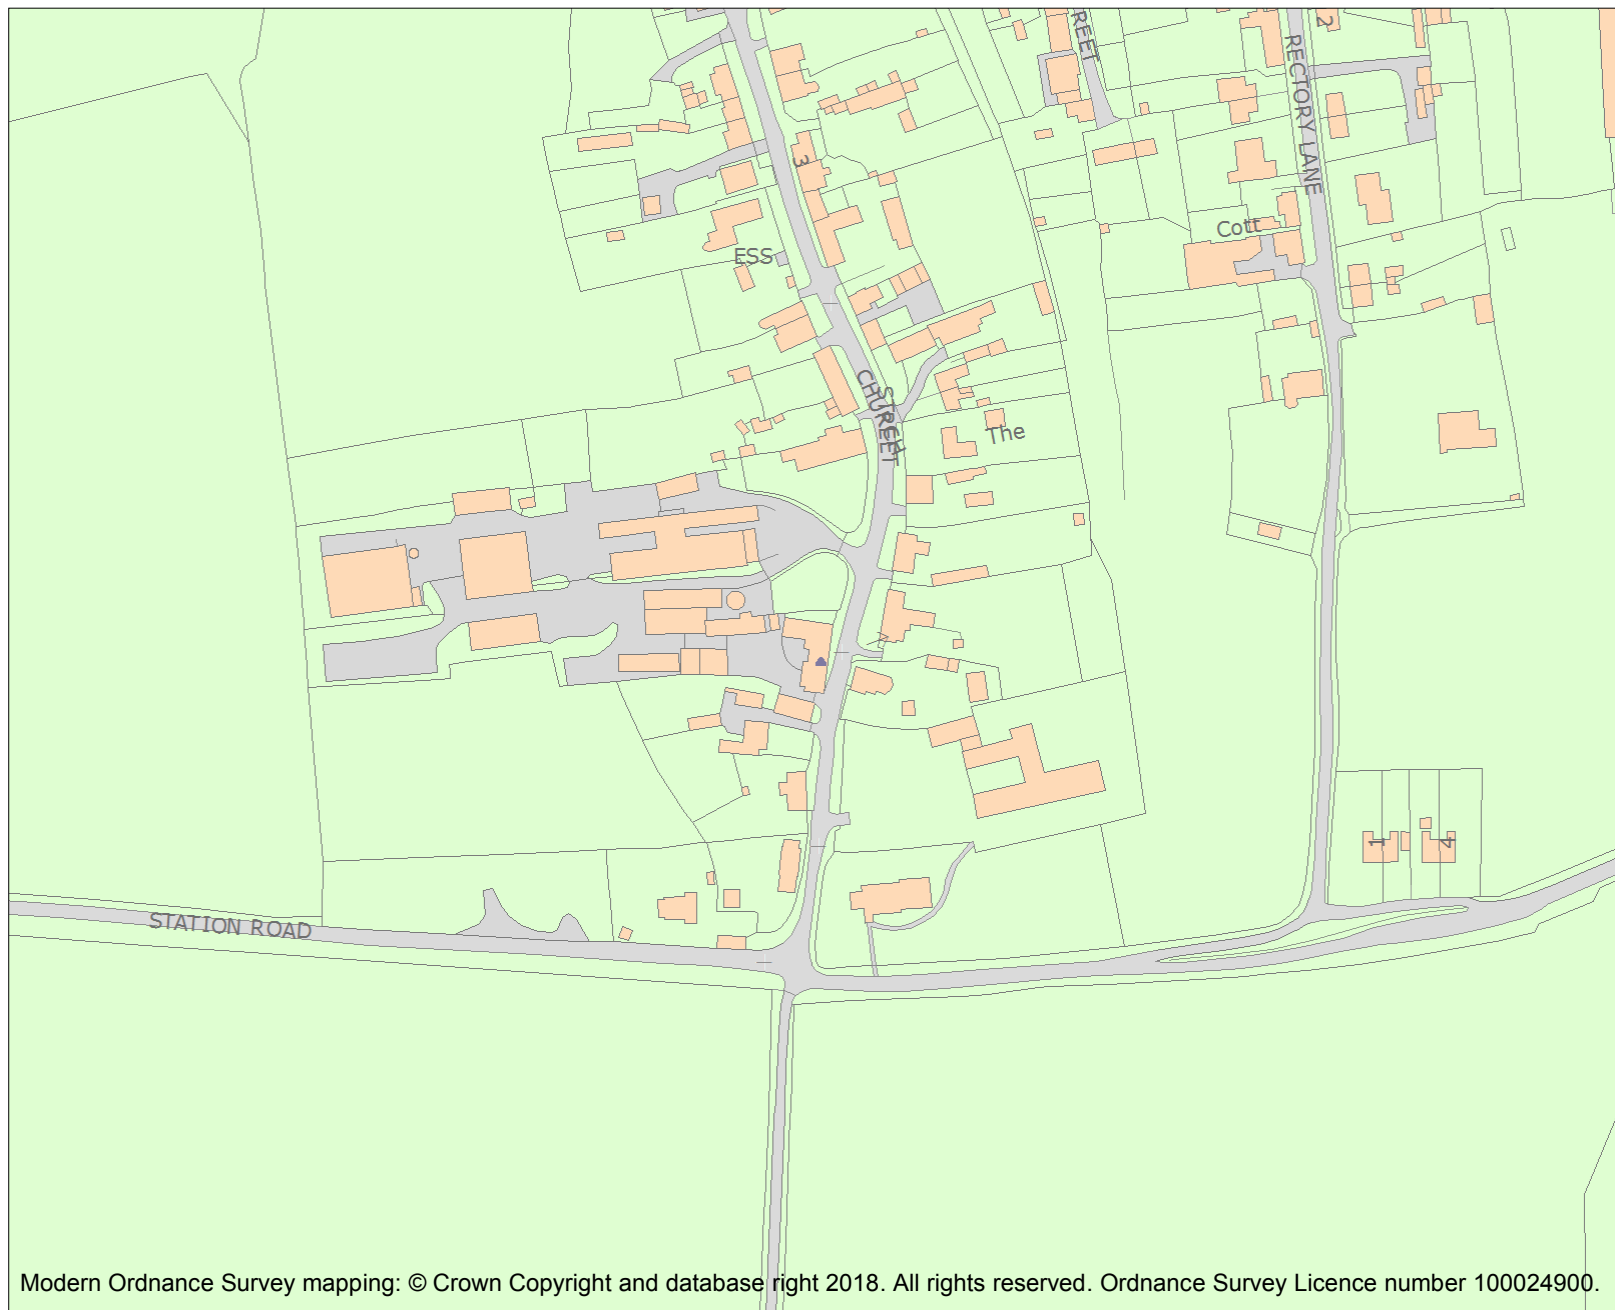 REET
2
RECTORY LANE
3
Cott
ESS
CHURCH
STREET
The
1
4
STATION ROAD
Modern Ordnance Survey mapping: © Crown Copyright and database right 2018. All rights reserved. Ordnance Survey Licence number 100024900.